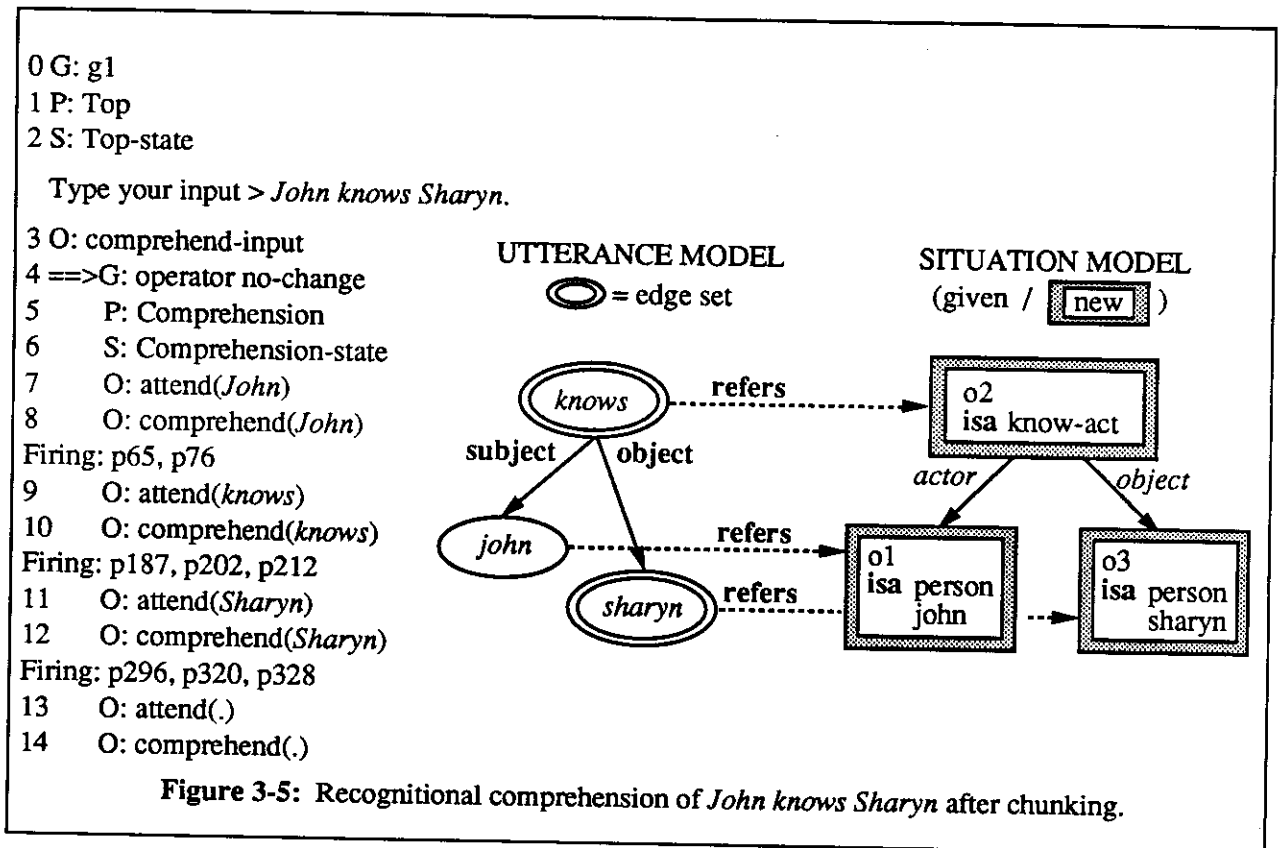 0 G: g1
1 P: Top
2 S: Top-state
Type your input > John knows Sharyn.
3 O: comprehend-input
4 ==>G: operator no-change
5 P: Comprehension
6 S: Comprehension-state
7 O: attend(John)
8 O: comprehend(John)
Firing: p65, p76
9 O: attend(knows)
10 O: comprehend(knows)
Firing: p187, p202, p212
11 O: attend(Sharyn)
12 O: comprehend(Sharyn)
Firing: p296, p320, p328
13 O: attend(.)
14 O: comprehend(.)
UTTERANCE MODEL
= edge set
knows
subject
object
john
sharyn
refers
refers
refers
SITUATION MODEL
(given / new )
o2
isa know-act
actor
object
o1
isa person
john
o3
isa person
sharyn
Figure 3-5: Recognitional comprehension of John knows Sharyn after chunking.